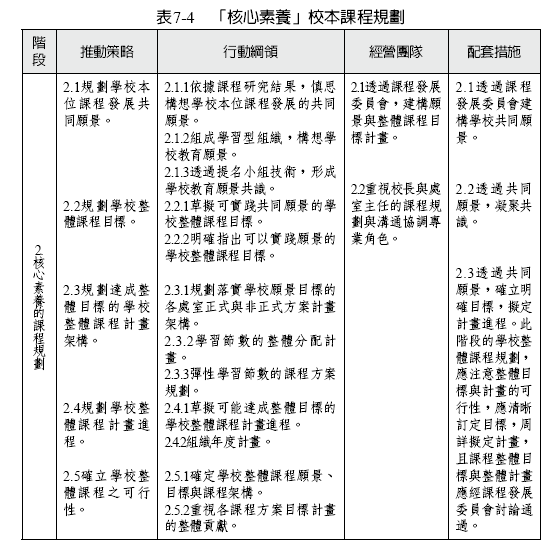 表7-4 「核心素養」校本課程規劃
階段
推動策略
行動綱領
經營團隊
配套措施
2.核心素養的課程規劃
2.1規劃學校本
位課程發展共
同願景。
2.2規劃學校整
體課程目標。
2.3規劃達成整
體目標的學校
整體課程計畫
架構。
2.4規劃學校整
體課程計畫進
程。
2.5確立學校整
體課程之可行
性。
2.1.1依據課程研究結果，慎思
構想學校本位課程發展的共同
願景。
2.1.2組成學習型組織，構想學
校教育願景。
2.1.3透過提名小組技術，形成
學校教育願景共識。
2.2.1草擬可實踐共同願景的學
校整體課程目標。
2.2.2明確指出可以實踐願景的
學校整體課程目標。
2.3.1規劃落實學校願景目標的
各處室正式與非正式方案計畫
架構。
2.3.2學習節數的整體分配計
畫。
2.3.3彈性學習節數的課程方案
規劃。
2.4.1草擬可能達成整體目標的
學校整體課程計畫進程。
2.4.2組織年度計畫。
2.5.1確定學校整體課程願景、
目標與課程架構。
2.5.2重視各課程方案目標計畫
的整體貢獻。
2.1透過課程發展
委員會，建構願
景與整體課程目
標計畫。
2.2重視校長與處
室主任的課程規
劃與溝通協調專
業角色。
2.1透過課程
發展委員會建
構學校共同願
景。
2.2透過共同
願景，凝聚共
識。
2.3透過共同
願景，確立明
確目標，擬定
計畫進程。此
階段的學校整
體課程規劃，
應注意整體目
標與計畫的可
行性，應清晰
訂定目標，周
詳擬定計畫，
且課程整體目
標與整體計畫
應經課程發展
委員會討論通
過。